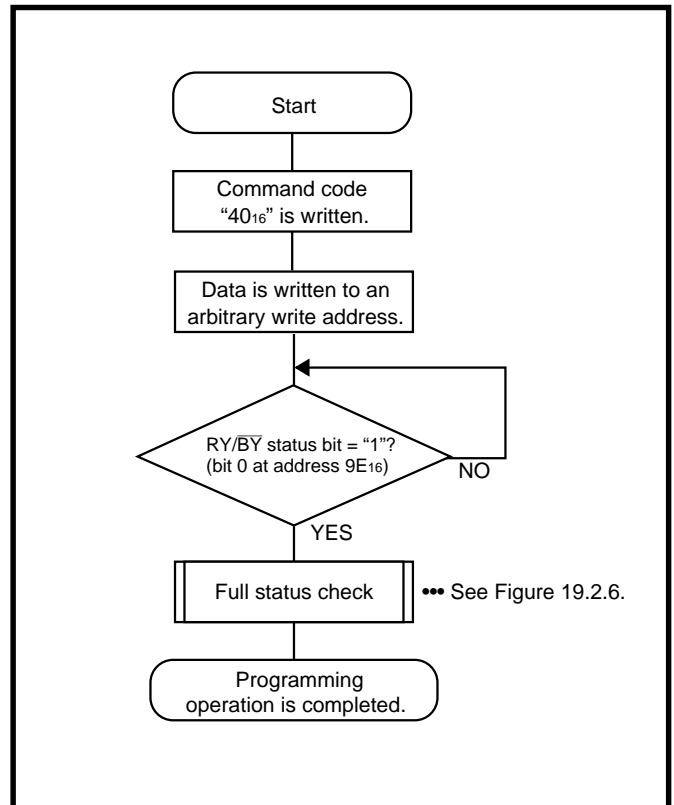 Start
Command code
“40₁₆” is written.
Data is written to an
arbitrary write address.
RY/B̅Y̅ status bit = “1”?
(bit 0 at address 9E₁₆)
NO
YES
Full status check
••• See Figure 19.2.6.
Programming
operation is completed.